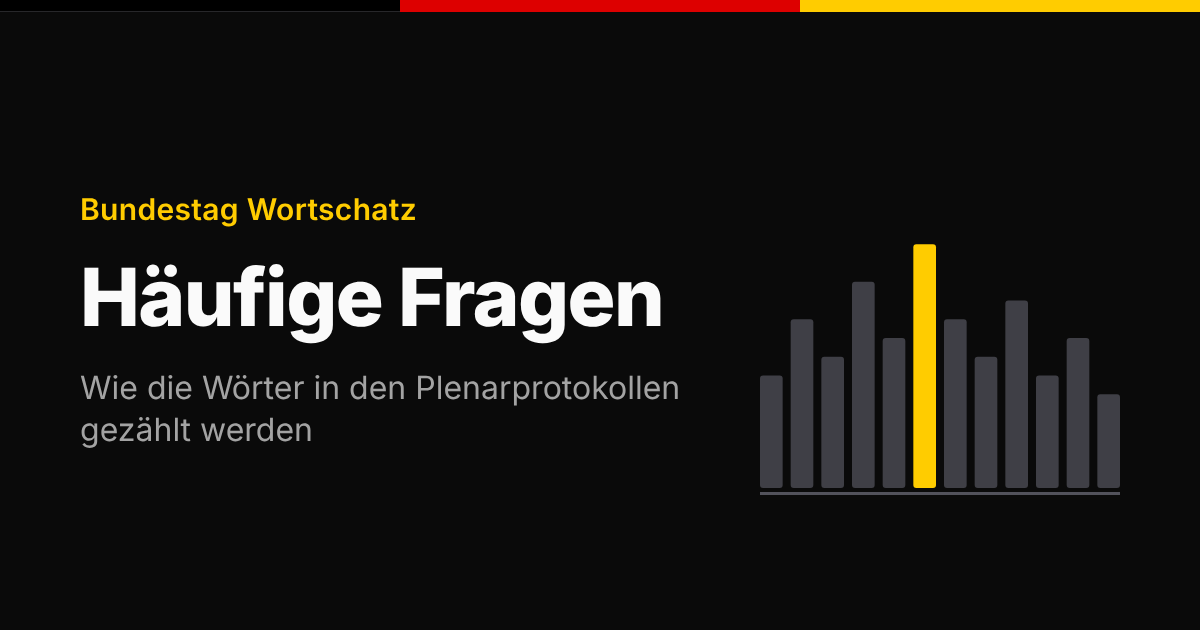 Bundestag Wortschatz
Häufige Fragen
Wie die Wörter in den Plenarprotokollen
gezählt werden